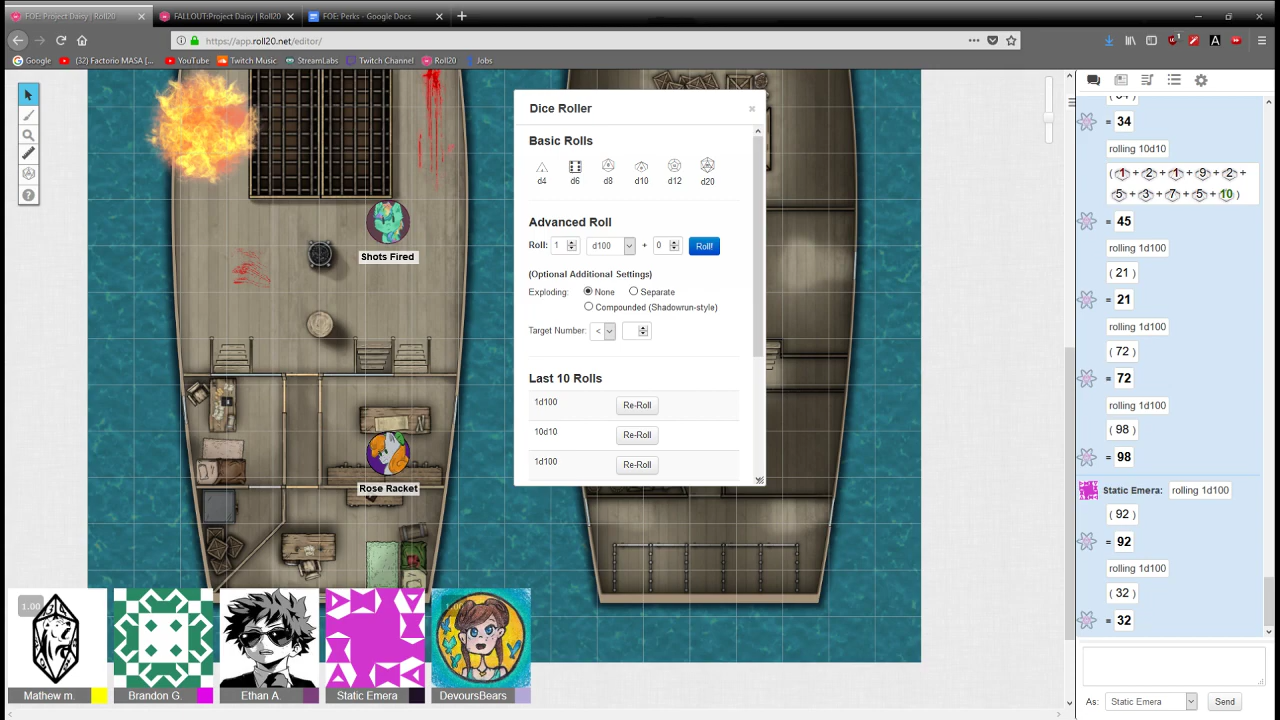 FOE: Project Daisy | Roll20
FALLOUT:Project Daisy | Roll20
FOE: Perks - Google Docs
https://app.roll20.net/editor/
Google
(32) Factorio MASA [...
YouTube
Twitch Music
StreamLabs
Twitch Channel
Roll20
Jobs
Shots Fired
Rose Racket
Dice Roller
Basic Rolls
d4 d6 d8 d10 d12 d20
Advanced Roll
Roll: 1 d100 + 0 Roll!
(Optional Additional Settings)
Exploding: None Separate
Compounded (Shadowrun-style)
Target Number: <
Last 10 Rolls
1d100 Re-Roll
10d10 Re-Roll
1d100 Re-Roll
= 34
rolling 10d10
(1+2+1+9+2+
5+3+7+5+10)
= 45
rolling 1d100
(21)
= 21
rolling 1d100
(72)
= 72
rolling 1d100
(98)
= 98
Static Emera: rolling 1d100
(92)
= 92
rolling 1d100
(32)
= 32
As: Static Emera Send
1.00
1.00
Mathew m.
Brandon G.
Ethan A.
Static Emera
DevoursBears